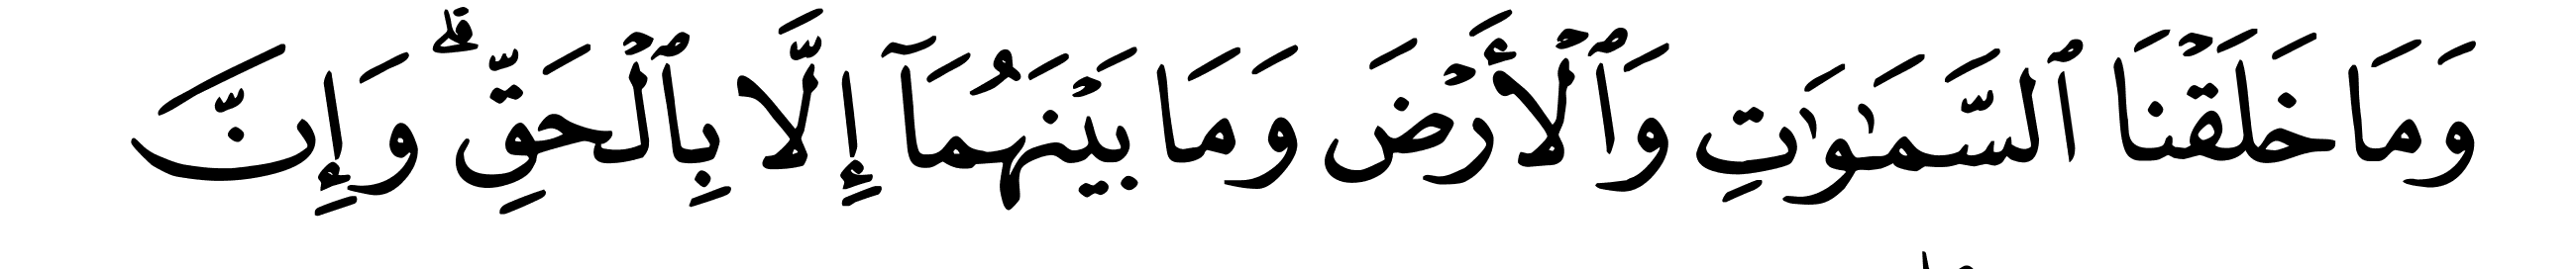 وَمَا خَلَقْنَا ٱلسَّمَـٰوَٰتِ وَٱلْأَرْضَ وَمَا بَيْنَهُمَآ إِلَّا بِٱلْحَقِّ ۗ وَإِنَّ